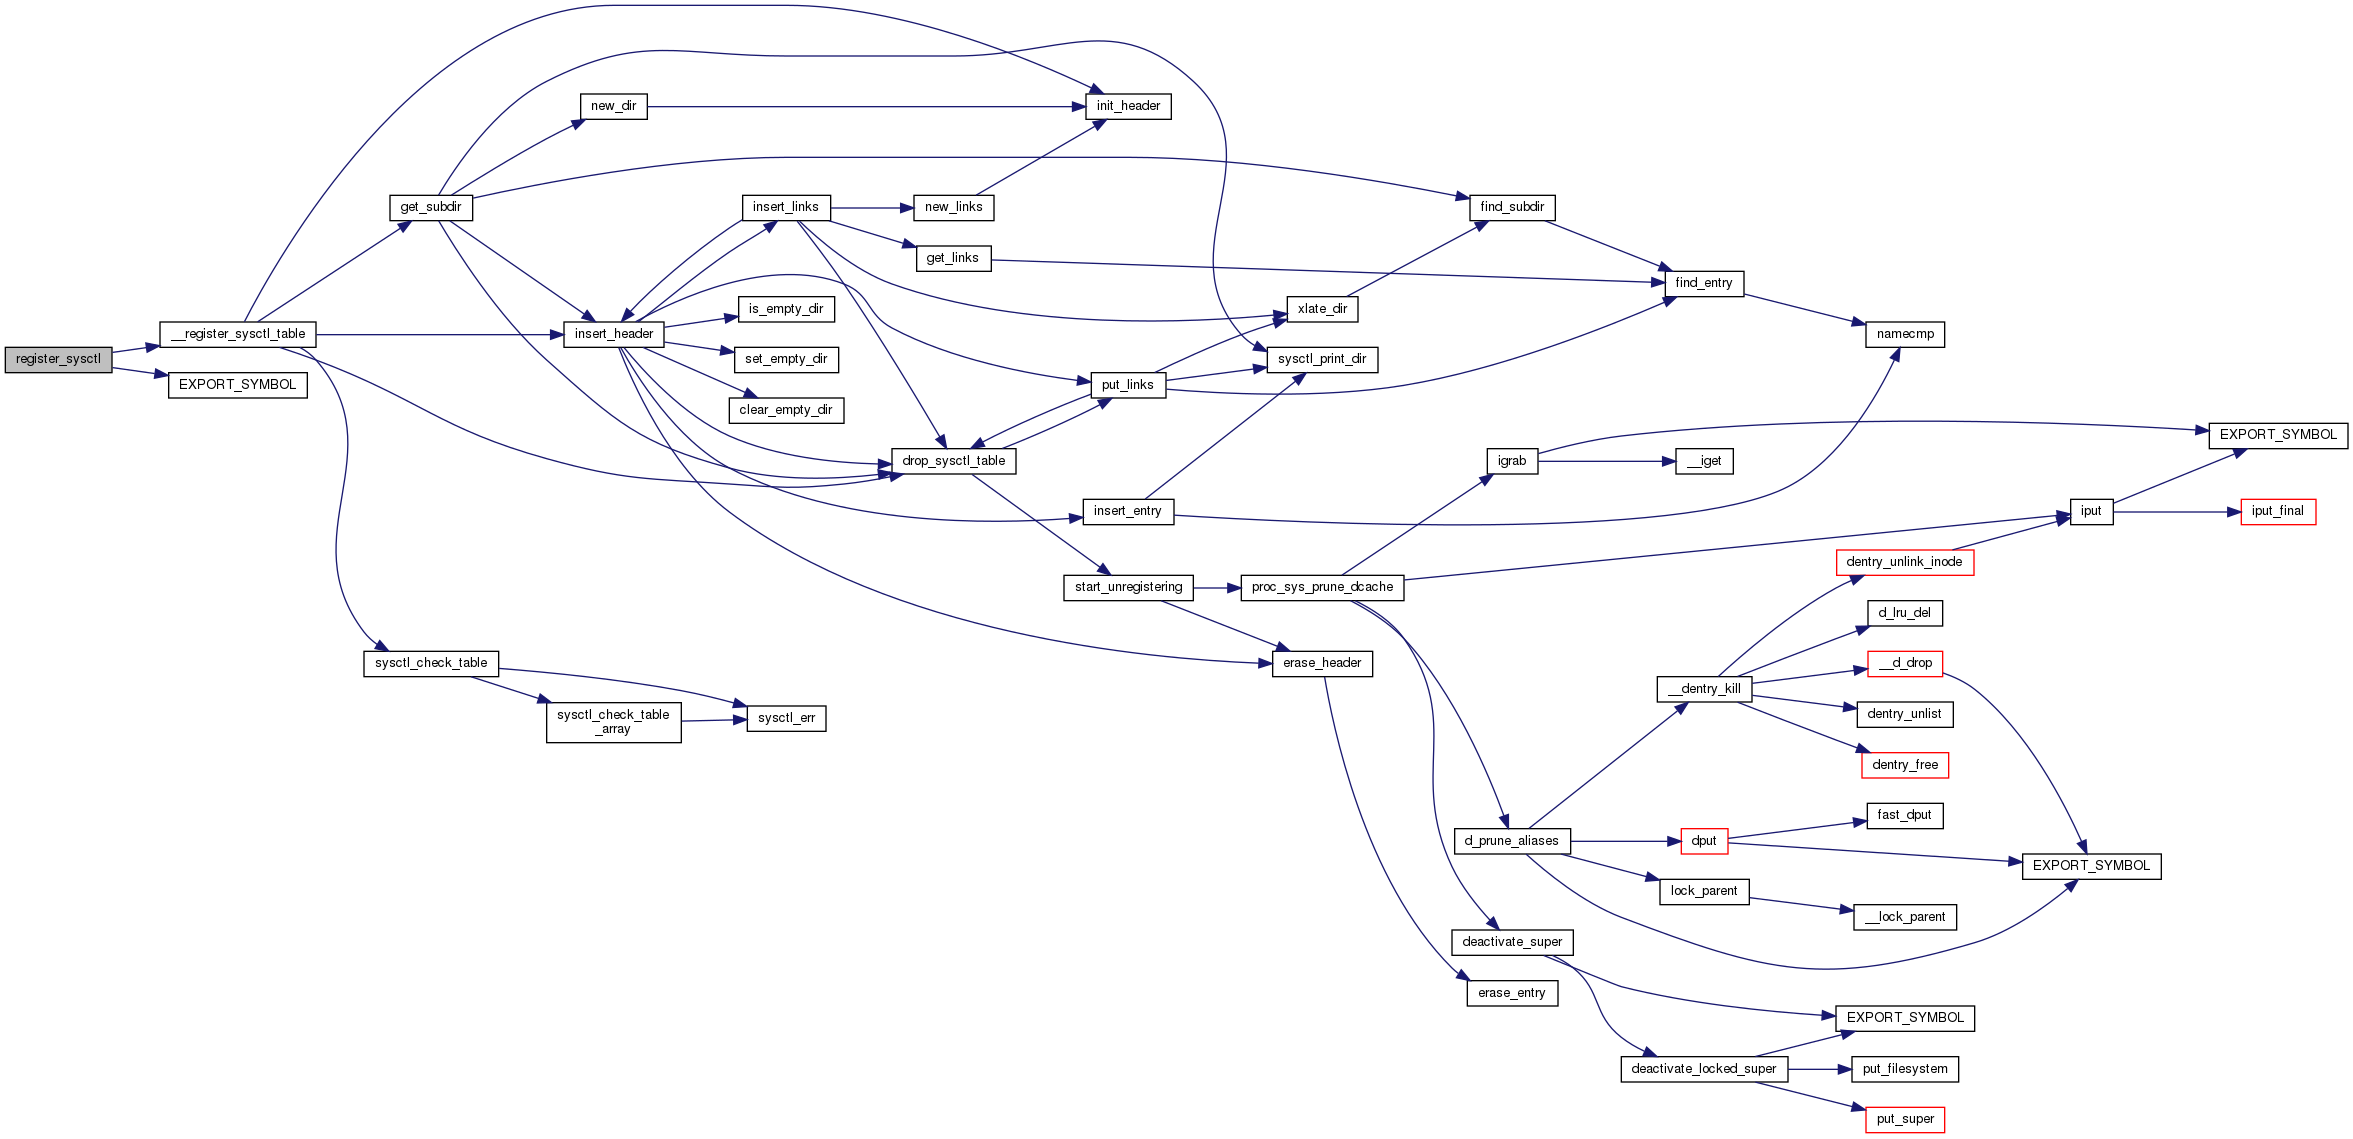 register_sysctl
__register_sysctl_table
EXPORT_SYMBOL
get_subdir
sysctl_check_table
new_dir
insert_header
sysctl_check_table
_array
insert_links
is_empty_dir
set_empty_dir
clear_empty_dir
sysctl_err
new_links
get_links
drop_sysctl_table
init_header
put_links
insert_entry
start_unregistering
xlate_dir
sysctl_print_dir
proc_sys_prune_dcache
erase_header
find_subdir
igrab
d_prune_aliases
deactivate_super
erase_entry
find_entry
__iget
__dentry_kill
dput
lock_parent
deactivate_locked_super
namecmp
dentry_unlink_inode
d_lru_del
__d_drop
dentry_unlist
dentry_free
fast_dput
__lock_parent
EXPORT_SYMBOL
put_filesystem
put_super
iput
EXPORT_SYMBOL
EXPORT_SYMBOL
iput_final